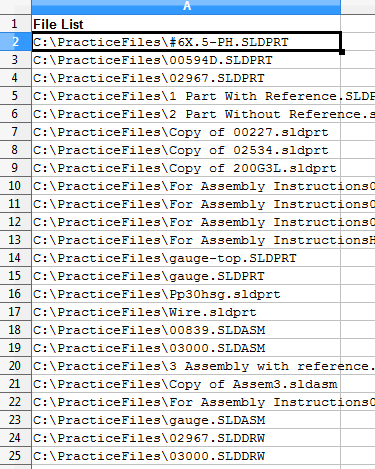 A
1 File List
2 C:\PracticeFiles\#6X.5-PH.SLDPRT
3 C:\PracticeFiles\00594D.SLDPRT
4 C:\PracticeFiles\02967.SLDPRT
5 C:\PracticeFiles\1 Part With Reference.SLDP
6 C:\PracticeFiles\2 Part Without Reference.s
7 C:\PracticeFiles\Copy of 00227.sldprt
8 C:\PracticeFiles\Copy of 02534.sldprt
9 C:\PracticeFiles\Copy of 200G3L.sldprt
10 C:\PracticeFiles\For Assembly Instructions
11 C:\PracticeFiles\For Assembly Instructions
12 C:\PracticeFiles\For Assembly Instructions
13 C:\PracticeFiles\For Assembly InstructionsH
14 C:\PracticeFiles\gauge-top.SLDPRT
15 C:\PracticeFiles\gauge.SLDPRT
16 C:\PracticeFiles\Pp30hsg.sldprt
17 C:\PracticeFiles\Wire.sldprt
18 C:\PracticeFiles\00839.SLDASM
19 C:\PracticeFiles\03000.SLDASM
20 C:\PracticeFiles\3 Assembly with reference.
21 C:\PracticeFiles\Copy of Assem3.sldasm
22 C:\PracticeFiles\For Assembly Instructions
23 C:\PracticeFiles\gauge.SLDASM
24 C:\PracticeFiles\02967.SLDDRW
25 C:\PracticeFiles\03000.SLDDRW